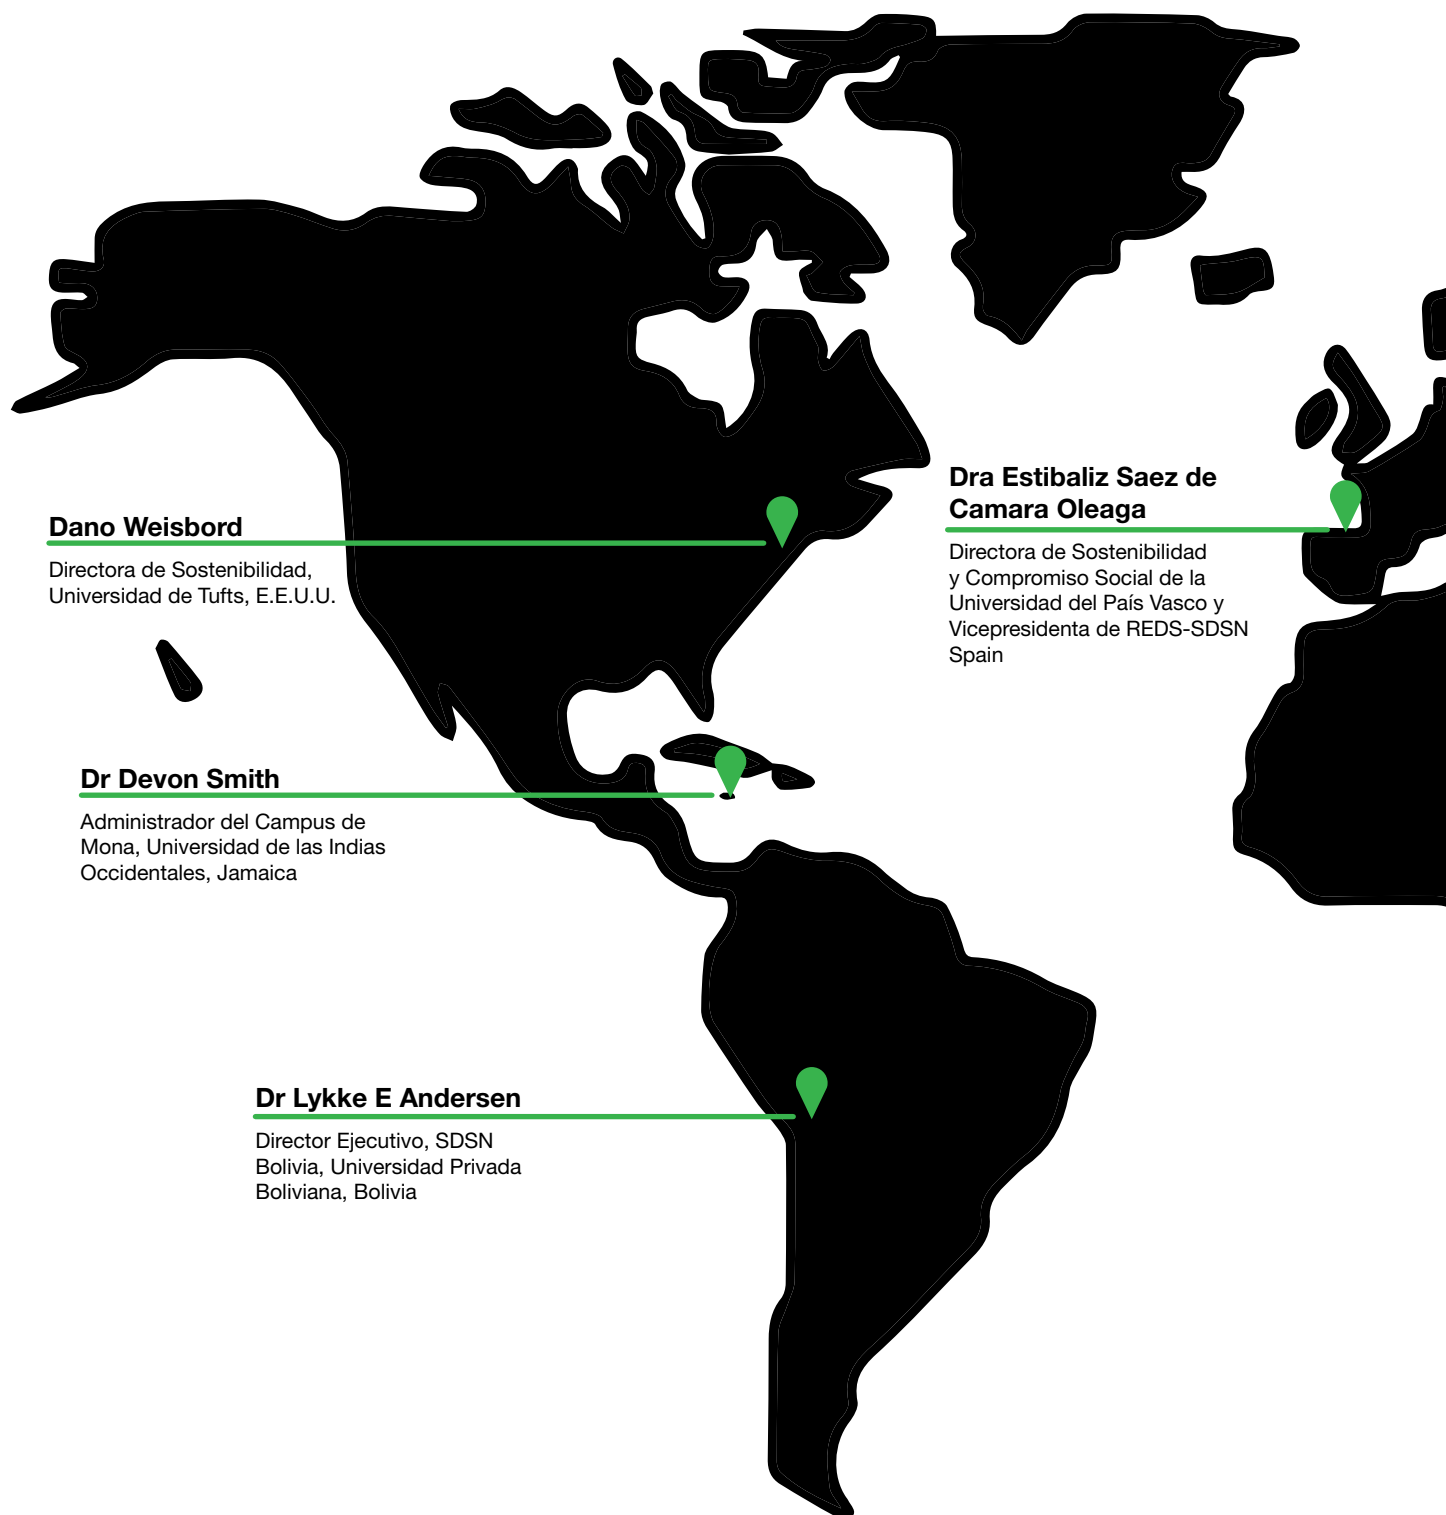 Dano Weisbord
Directora de Sostenibilidad,
Universidad de Tufts, E.E.U.U.
Dra Estibaliz Saez de
Camara Oleaga
Directora de Sostenibilidad
y Compromiso Social de la
Universidad del País Vasco y
Vicepresidenta de REDS-SDSN
Spain
Dr Devon Smith
Administrador del Campus de
Mona, Universidad de las Indias
Occidentales, Jamaica
Dr Lykke E Andersen
Director Ejecutivo, SDSN
Bolivia, Universidad Privada
Boliviana, Bolivia